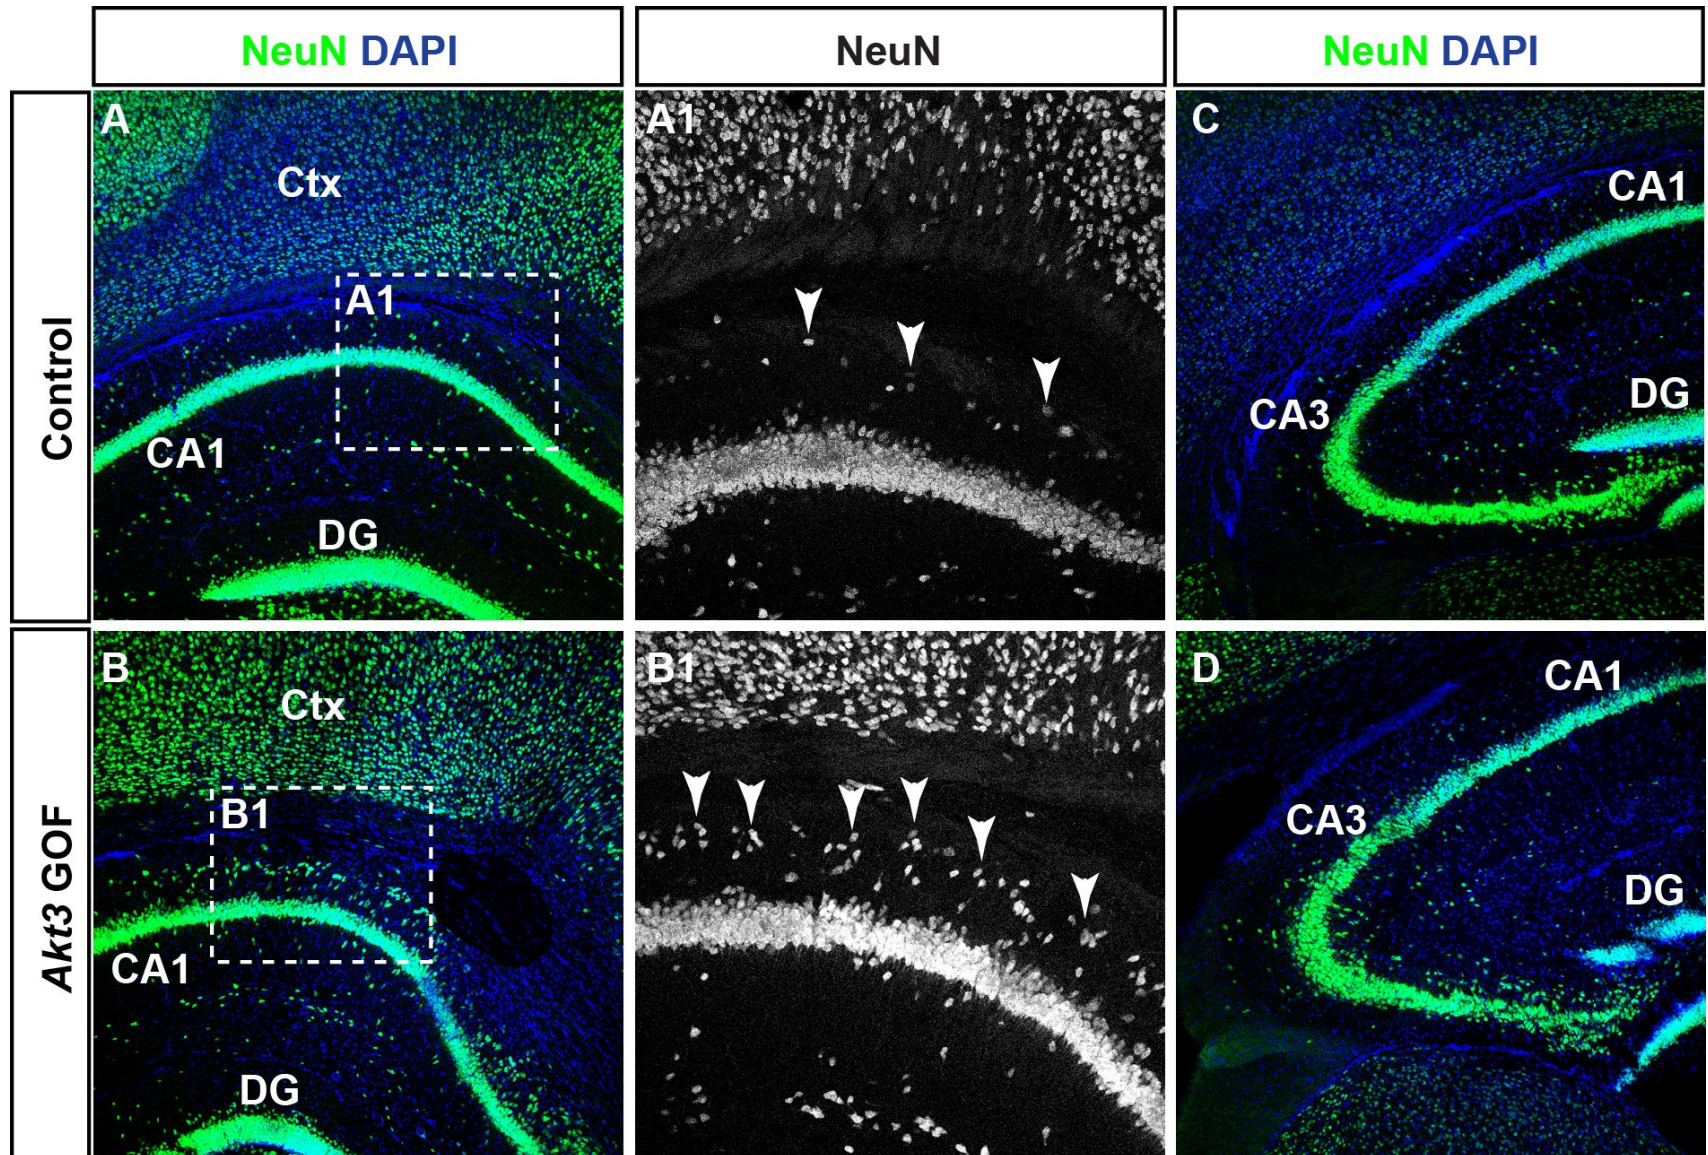 NeuN DAPI
NeuN
NeuN DAPI
Control
A
Ctx
A1
CA1
DG
A1
C
CA1
CA3
DG
Akt3 GOF
B
Ctx
B1
CA1
DG
B1
D
CA1
CA3
DG